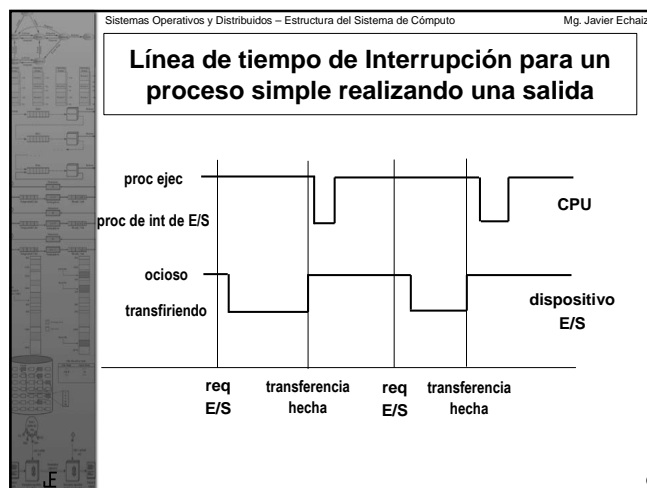 Sistemas Operativos y Distribuidos – Estructura del Sistema de Cómputo Mg. Javier Echaiz
Línea de tiempo de Interrupción para un
proceso simple realizando una salida
proc ejec
proc de int de E/S
CPU
ocioso
transfiriendo
dispositivo
E/S
req
E/S
transferencia
hecha
req
E/S
transferencia
hecha
JE